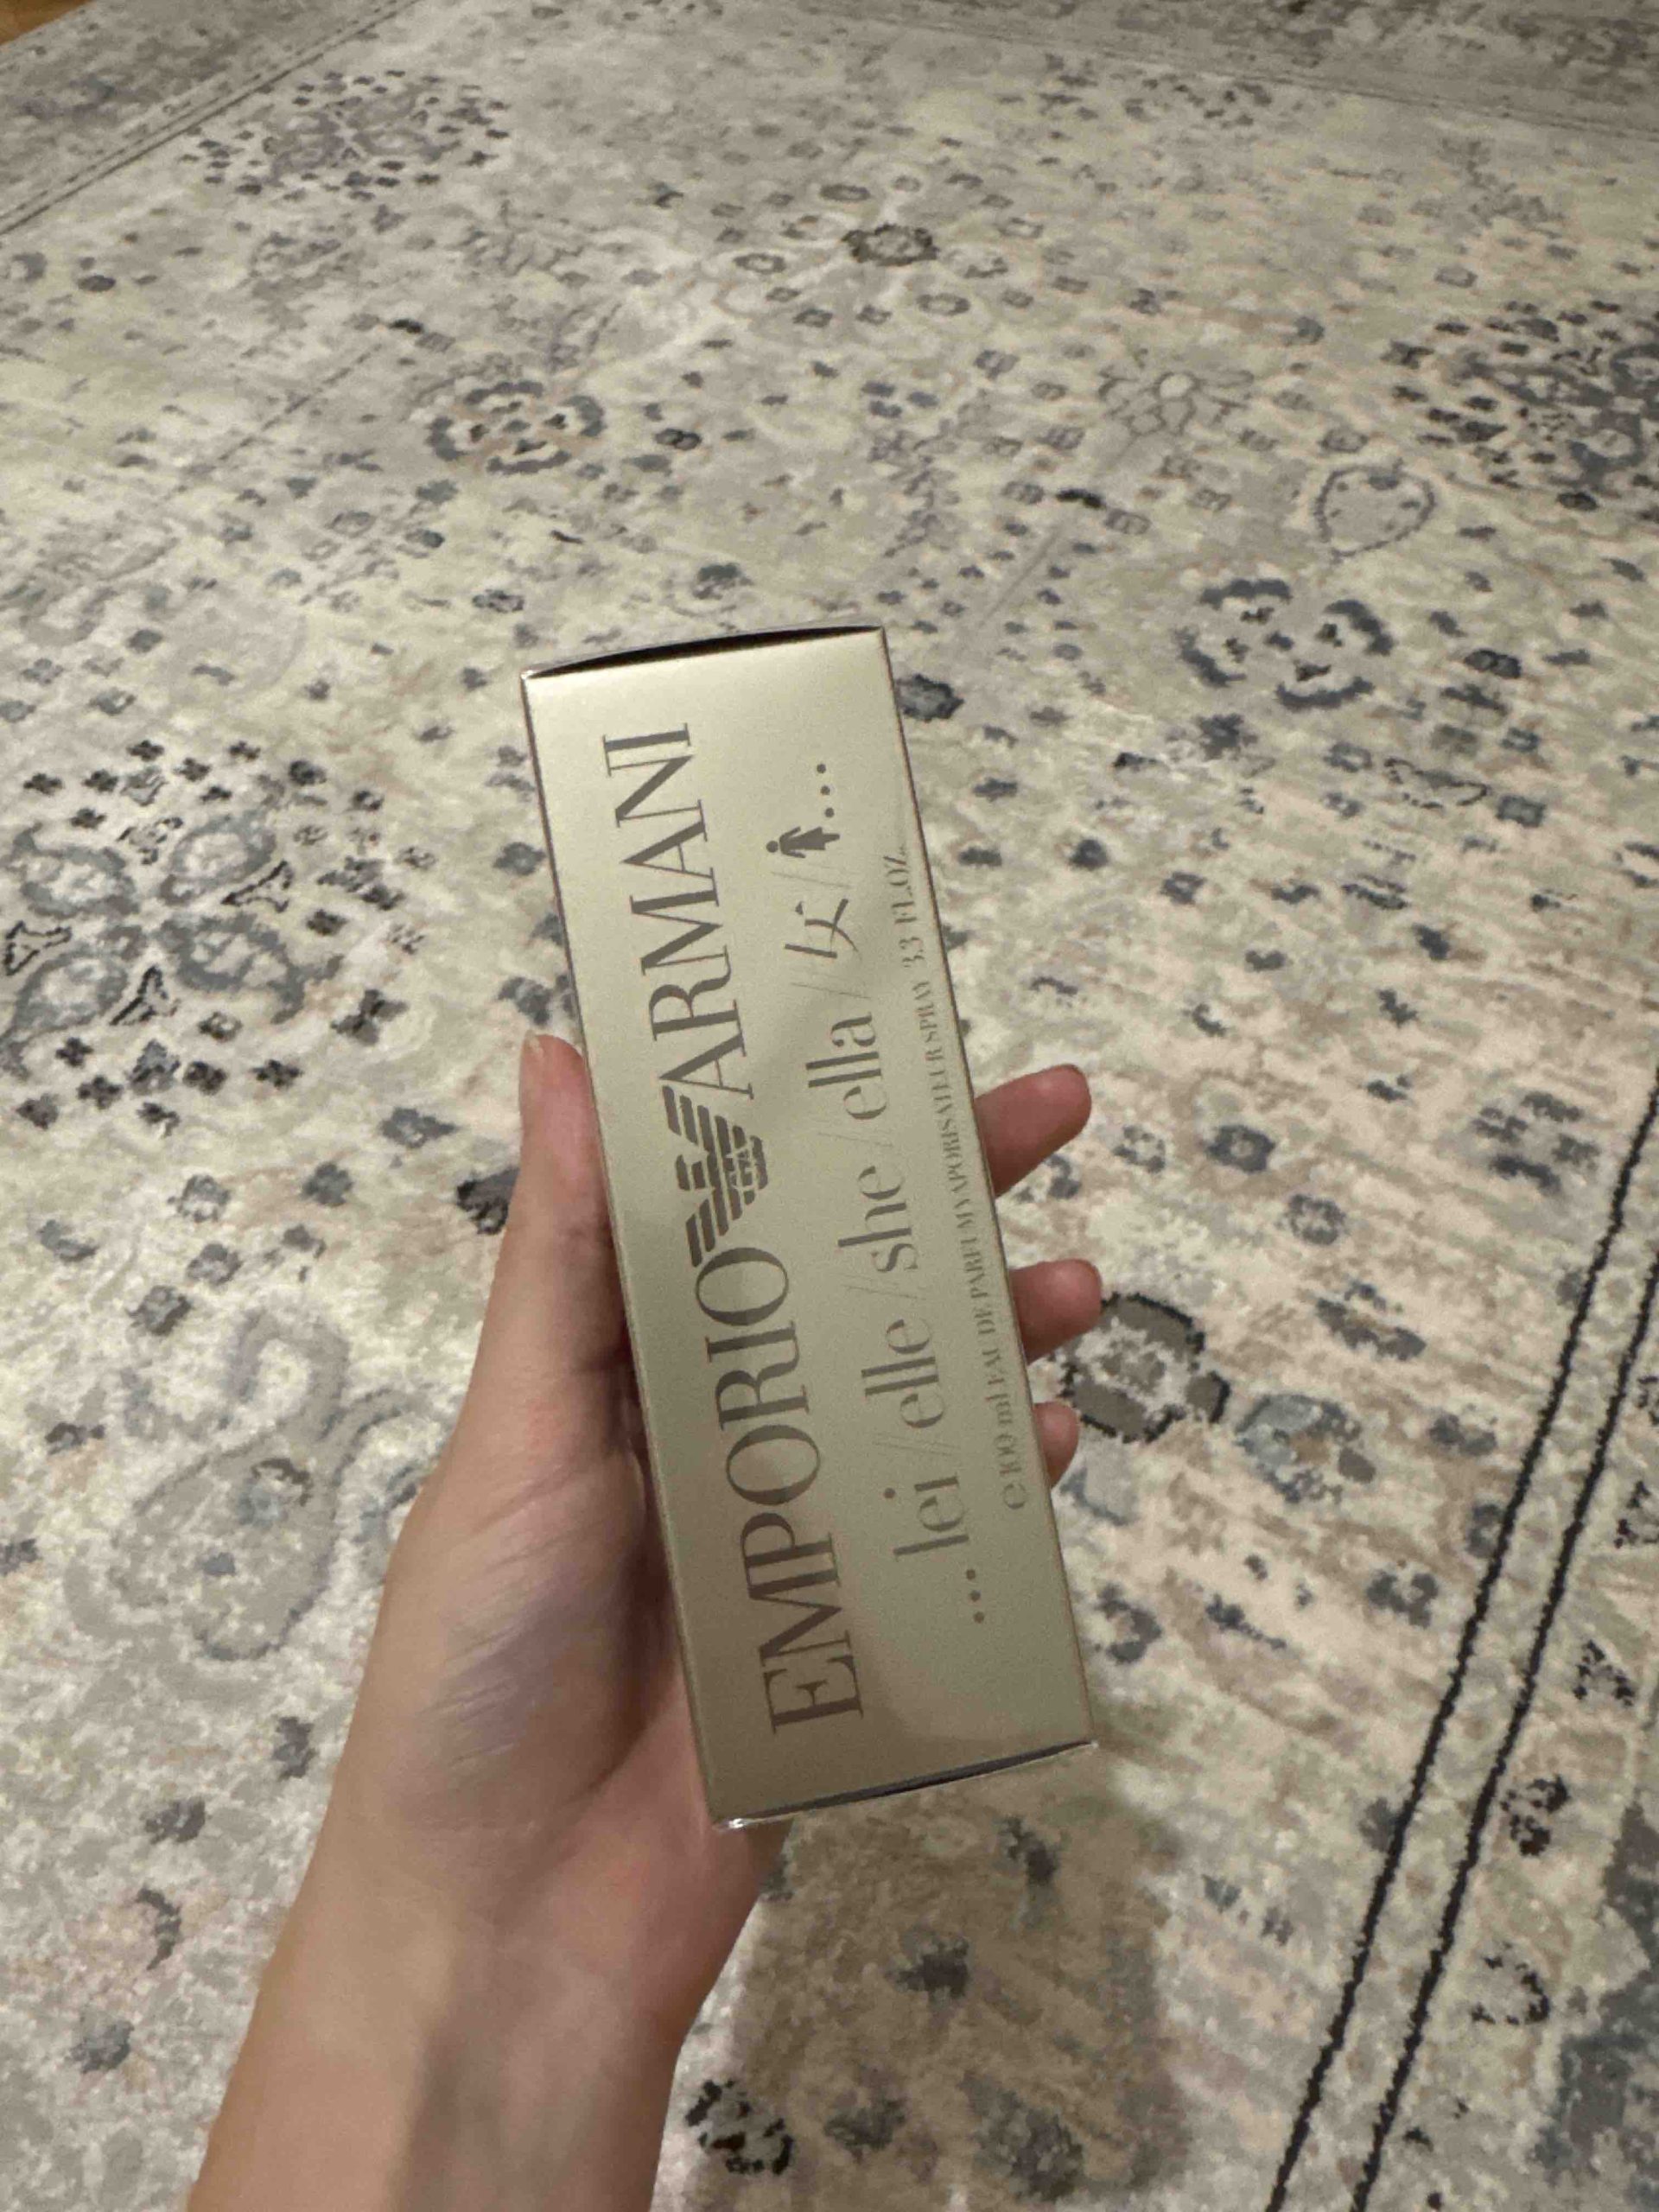 EMPORIO ARMANI
... lei // elle // she / ella / 女 // ...
e 100 ml EAU DE PARFUM VAPORISATEUR SPRAY 3.3 FL.OZ.